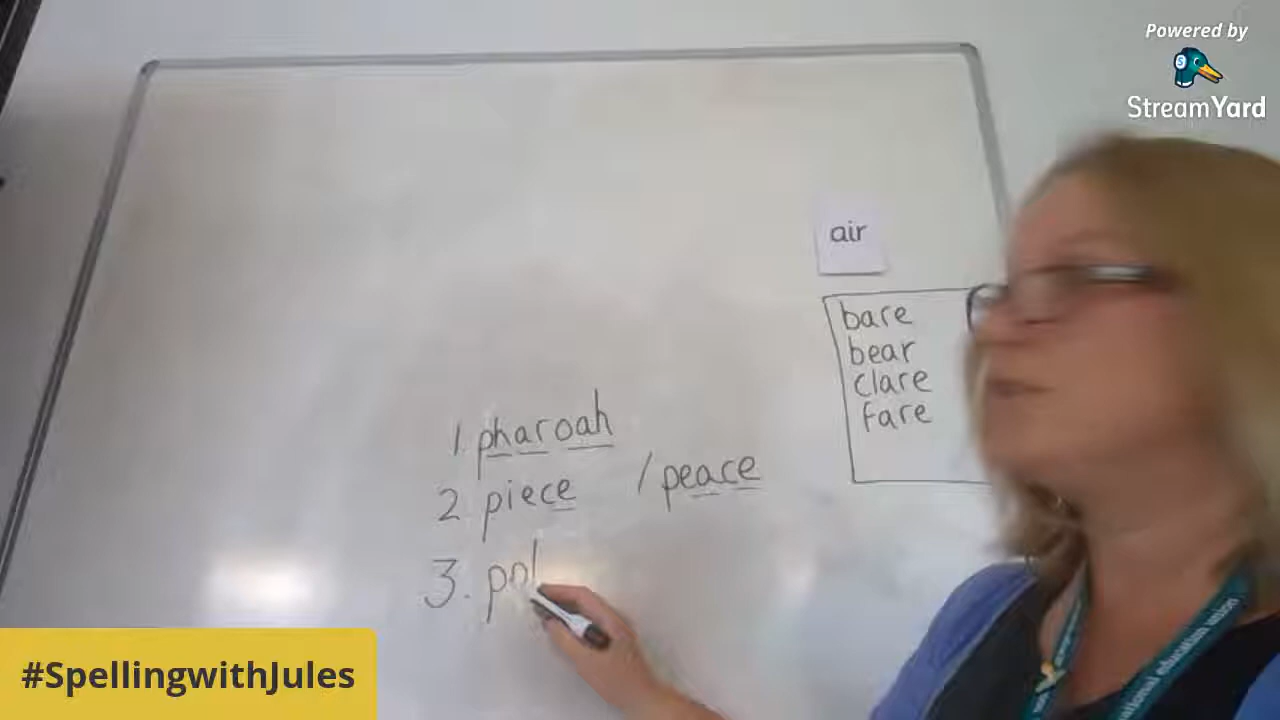 Powered by
StreamYard
air
bare
bear
clare
fare
1. pharoah
2 piece / peace
3. pol
#SpellingwithJules